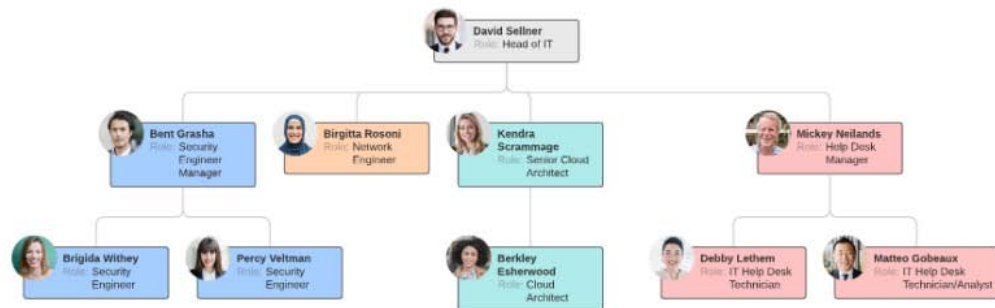 David Sellner
Role: Head of IT
Bent Grasha
Role: Security
Engineer
Manager
Birgitta Rosoni
Role: Network
Engineer
Kendra
Scrammage
Role: Senior Cloud
Architect
Mickey Neilands
Role: Help Desk
Manager
Brigida Withey
Role: Security
Engineer
Percy Veltman
Role: Security
Engineer
Berkley
Esherwood
Role: Cloud
Architect
Debby Lethem
Role: IT Help Desk
Technician
Matteo Gobeaux
Role: IT Help Desk
Technician/Analyst